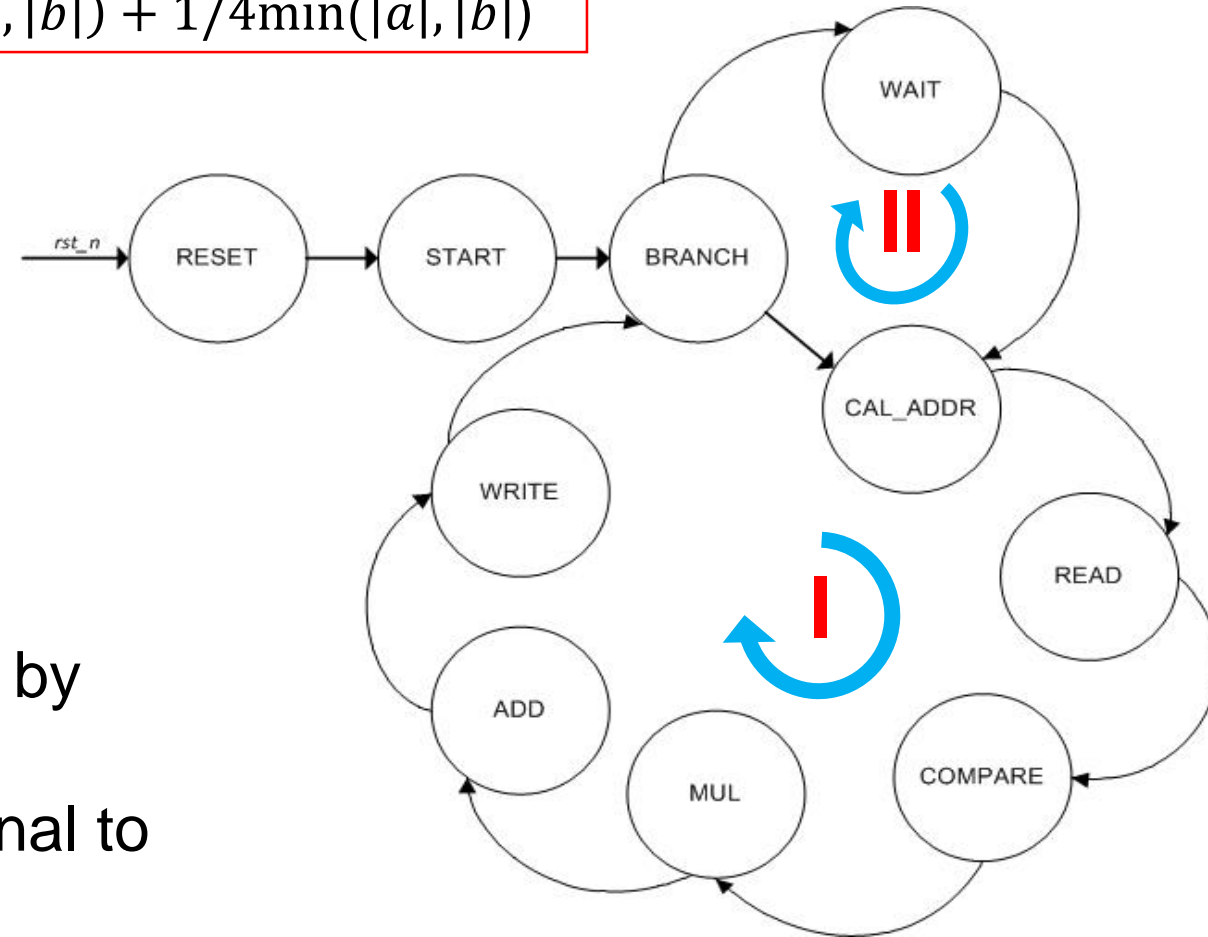 , |b|) + 1/4min(|a|, |b|)
WAIT
rst_n
RESET
START
BRANCH
II
CAL_ADDR
WRITE
I
READ
by
ADD
COMPARE
MUL
nal to